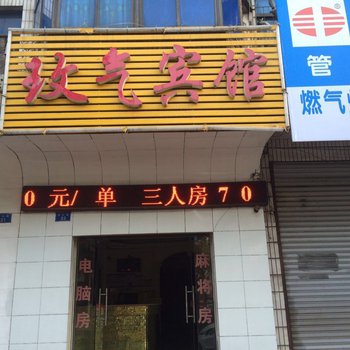 玫气宾馆
管
燃气
0 元/ 单 三人房70
电脑房
麻将房